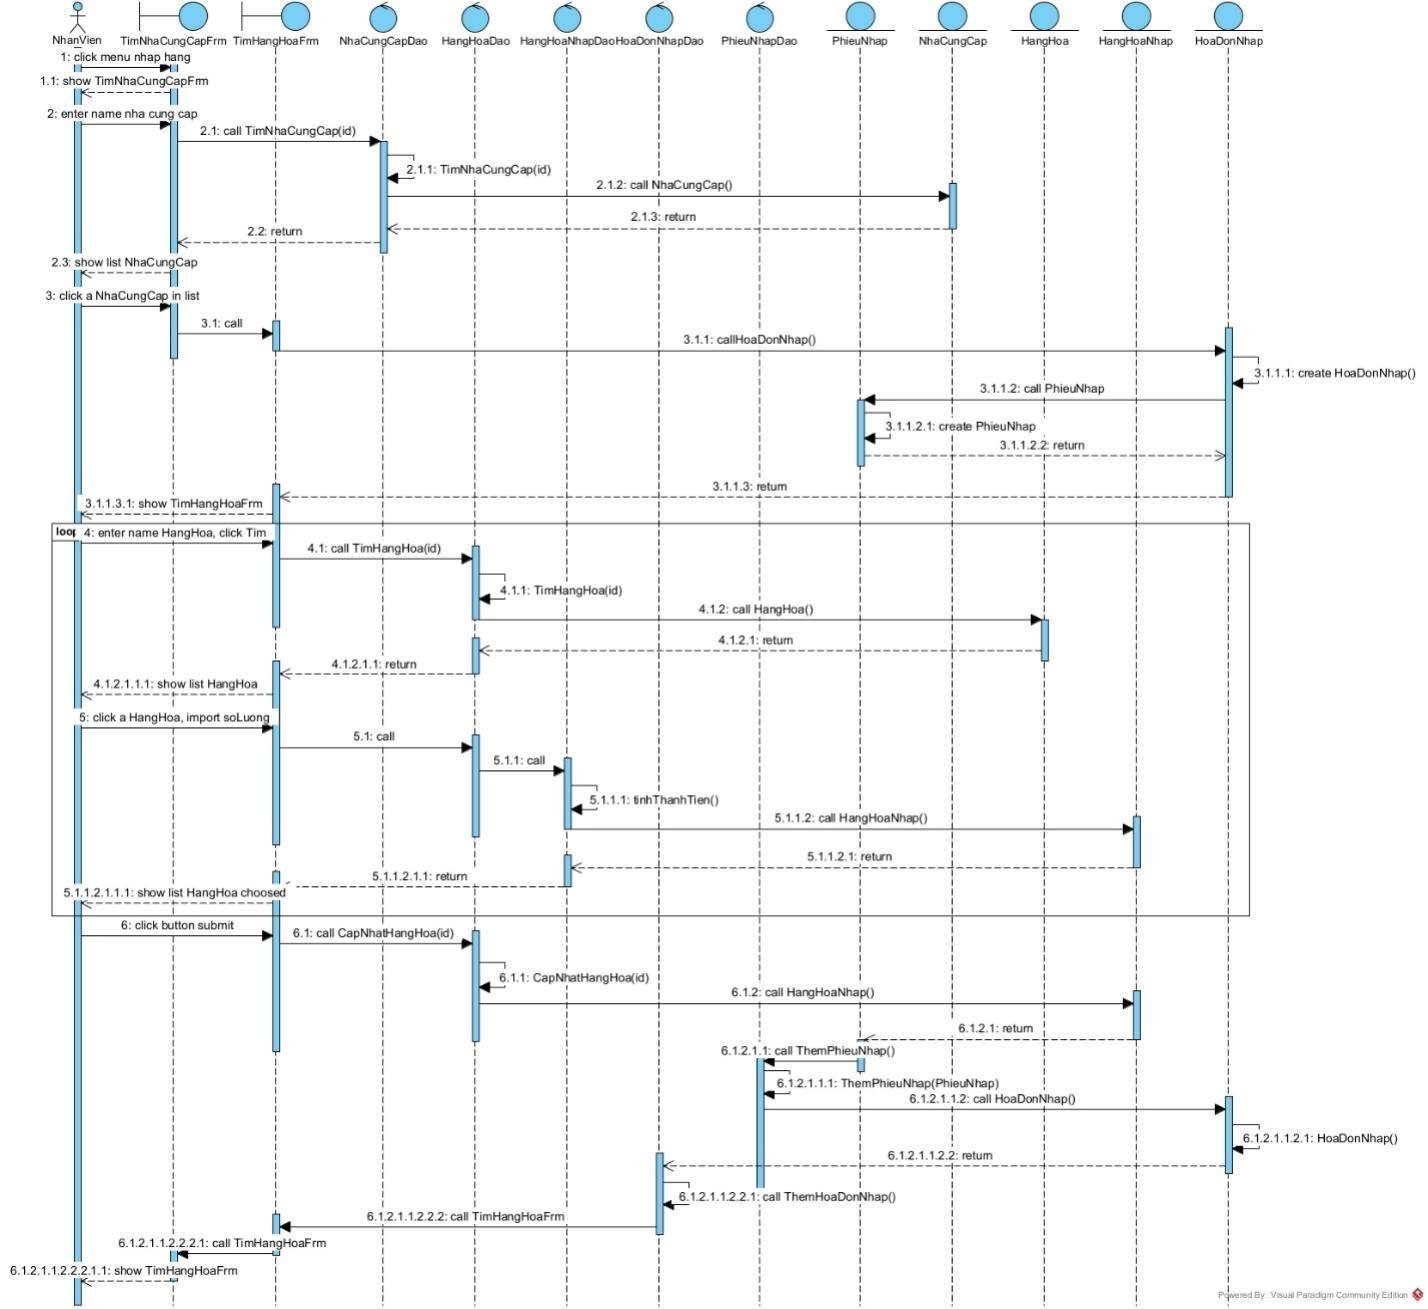 NhanVien
TimNhaCungCapFrm
TimHangHoaFrm
NhaCungCapDao
HangHoaDao
HangHoaNhapDao
HoaDonNhapDao
PhieuNhapDao
PhieuNhap
NhaCungCap
HangHoa
HangHoaNhap
HoaDonNhap
1: click menu nhap hang
1.1: show TimNhaCungCapFrm
2: enter name nha cung cap
2.1: call TimNhaCungCap(id)
2.1.1: TimNhaCungCap(id)
2.1.2: call NhaCungCap()
2.1.3: return
2.2: return
2.3: show list NhaCungCap
3: click a NhaCungCap in list
3.1: call
3.1.1: callHoaDonNhap()
3.1.1.1: create HoaDonNhap()
3.1.1.2: call PhieuNhap
3.1.1.2.1: create PhieuNhap
3.1.1.2.2: return
3.1.1.3: return
3.1.1.3.1: show TimHangHoaFrm
loop
4: enter name HangHoa, click Tim
4.1: call TimHangHoa(id)
4.1.1: TimHangHoa(id)
4.1.2: call HangHoa()
4.1.2.1: return
4.1.2.1.1: return
4.1.2.1.1.1: show list HangHoa
5: click a HangHoa, import soLuong
5.1: call
5.1.1: call
5.1.1.1: tinhThanhTien()
5.1.1.2: call HangHoaNhap()
5.1.1.2.1: return
5.1.1.2.1.1: return
5.1.1.2.1.1.1: show list HangHoa choosed
6: click button submit
6.1: call CapNhatHangHoa(id)
6.1.1: CapNhatHangHoa(id)
6.1.2: call HangHoaNhap()
6.1.2.1: return
6.1.2.1.1: call ThemPhieuNhap()
6.1.2.1.1.1: ThemPhieuNhap(PhieuNhap)
6.1.2.1.1.2: call HoaDonNhap()
6.1.2.1.1.2.1: HoaDonNhap()
6.1.2.1.1.2.2: return
6.1.2.1.1.2.2.1: call ThemHoaDonNhap()
6.1.2.1.1.2.2.2: call TimHangHoaFrm
6.1.2.1.1.2.2.2.1: call TimHangHoaFrm
6.1.2.1.1.2.2.2.1.1: show TimHangHoaFrm
Powered By: Visual Paradigm Community Edition